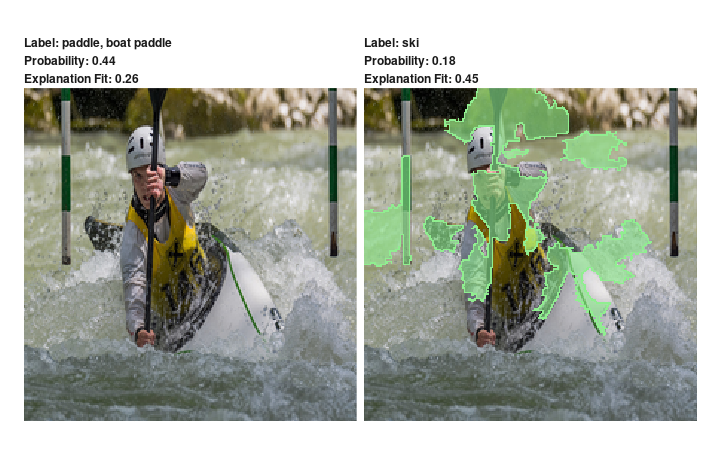 Label: paddle, boat paddle
Probability: 0.44
Explanation Fit: 0.26
Label: ski
Probability: 0.18
Explanation Fit: 0.45